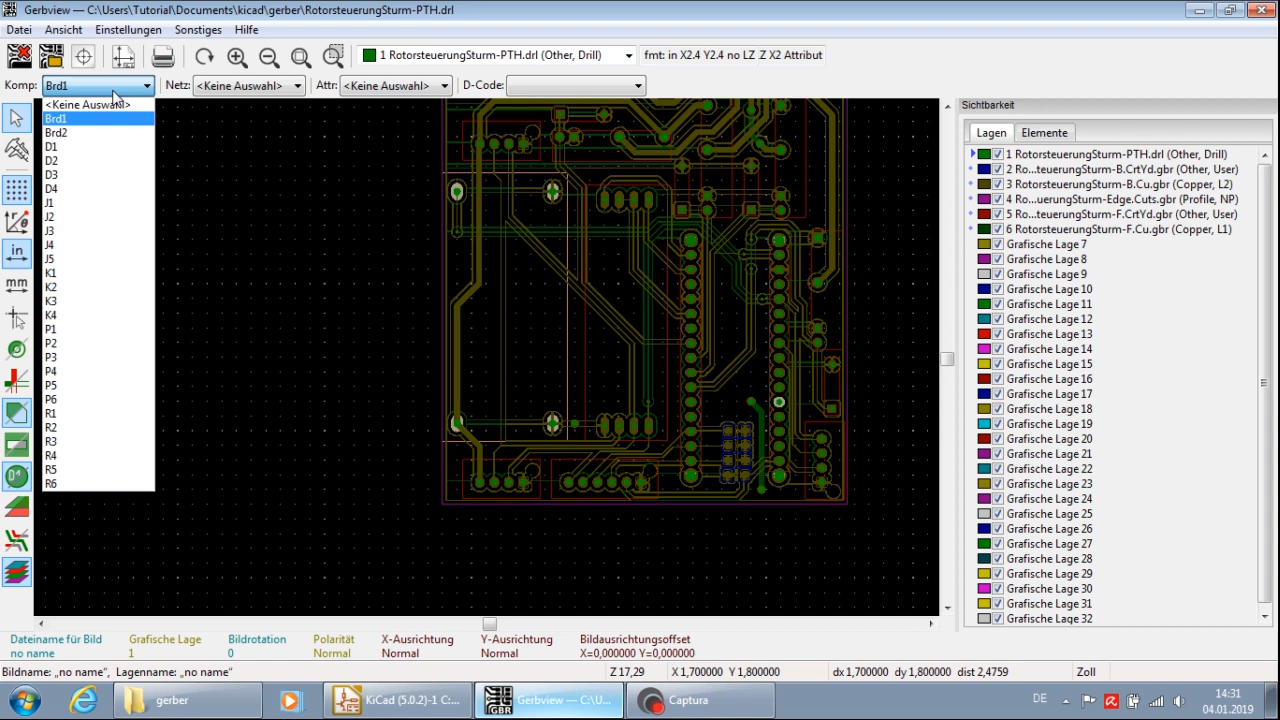 Gerbview — C:\Users\Tutorial\Documents\kicad\gerber\RotorsteuerungSturm-PTH.drl
Datei Ansicht Einstellungen Sonstiges Hilfe
1 RotorsteuerungSturm-PTH.drl (Other, Drill) fmt: in X2.4 Y2.4 no LZ Z X2 Attribut
Komp: Brd1 Netz: <Keine Auswahl> Attr: <Keine Auswahl> D-Code:
<Keine Auswahl>
Brd1
Brd2
D1
D2
D3
D4
J1
J2
J3
J4
J5
K1
K2
K3
K4
P1
P2
P3
P4
P5
P6
R1
R2
R3
R4
R5
R6
in
mm
Sichtbarkeit
Lagen Elemente
1 RotorsteuerungSturm-PTH.drl (Other, Drill)
2 Ro...teuerungSturm-B.CrtYd.gbr (Other, User)
3 RotorsteuerungSturm-B.Cu.gbr (Copper, L2)
4 Ro...uerungSturm-Edge.Cuts.gbr (Profile, NP)
5 Ro...teuerungSturm-F.CrtYd.gbr (Other, User)
6 RotorsteuerungSturm-F.Cu.gbr (Copper, L1)
Grafische Lage 7
Grafische Lage 8
Grafische Lage 9
Grafische Lage 10
Grafische Lage 11
Grafische Lage 12
Grafische Lage 13
Grafische Lage 14
Grafische Lage 15
Grafische Lage 16
Grafische Lage 17
Grafische Lage 18
Grafische Lage 19
Grafische Lage 20
Grafische Lage 21
Grafische Lage 22
Grafische Lage 23
Grafische Lage 24
Grafische Lage 25
Grafische Lage 26
Grafische Lage 27
Grafische Lage 28
Grafische Lage 29
Grafische Lage 30
Grafische Lage 31
Grafische Lage 32
Dateiname für Bild Grafische Lage Bildrotation Polarität X-Ausrichtung Y-Ausrichtung Bildausrichtungsoffset
no name 1 0 Normal Normal Normal X=0,000000 Y=0,000000
Bildname: „no name“, Lagenname: „no name“ Z 17,29 X 1,700000 Y 1,800000 dx 1,700000 dy 1,800000 dist 2,4759 Zoll
gerber KiCad (5.0.2)-1 C:... GBR Gerbview — C:\U... Captura DE 14:31
04.01.2019